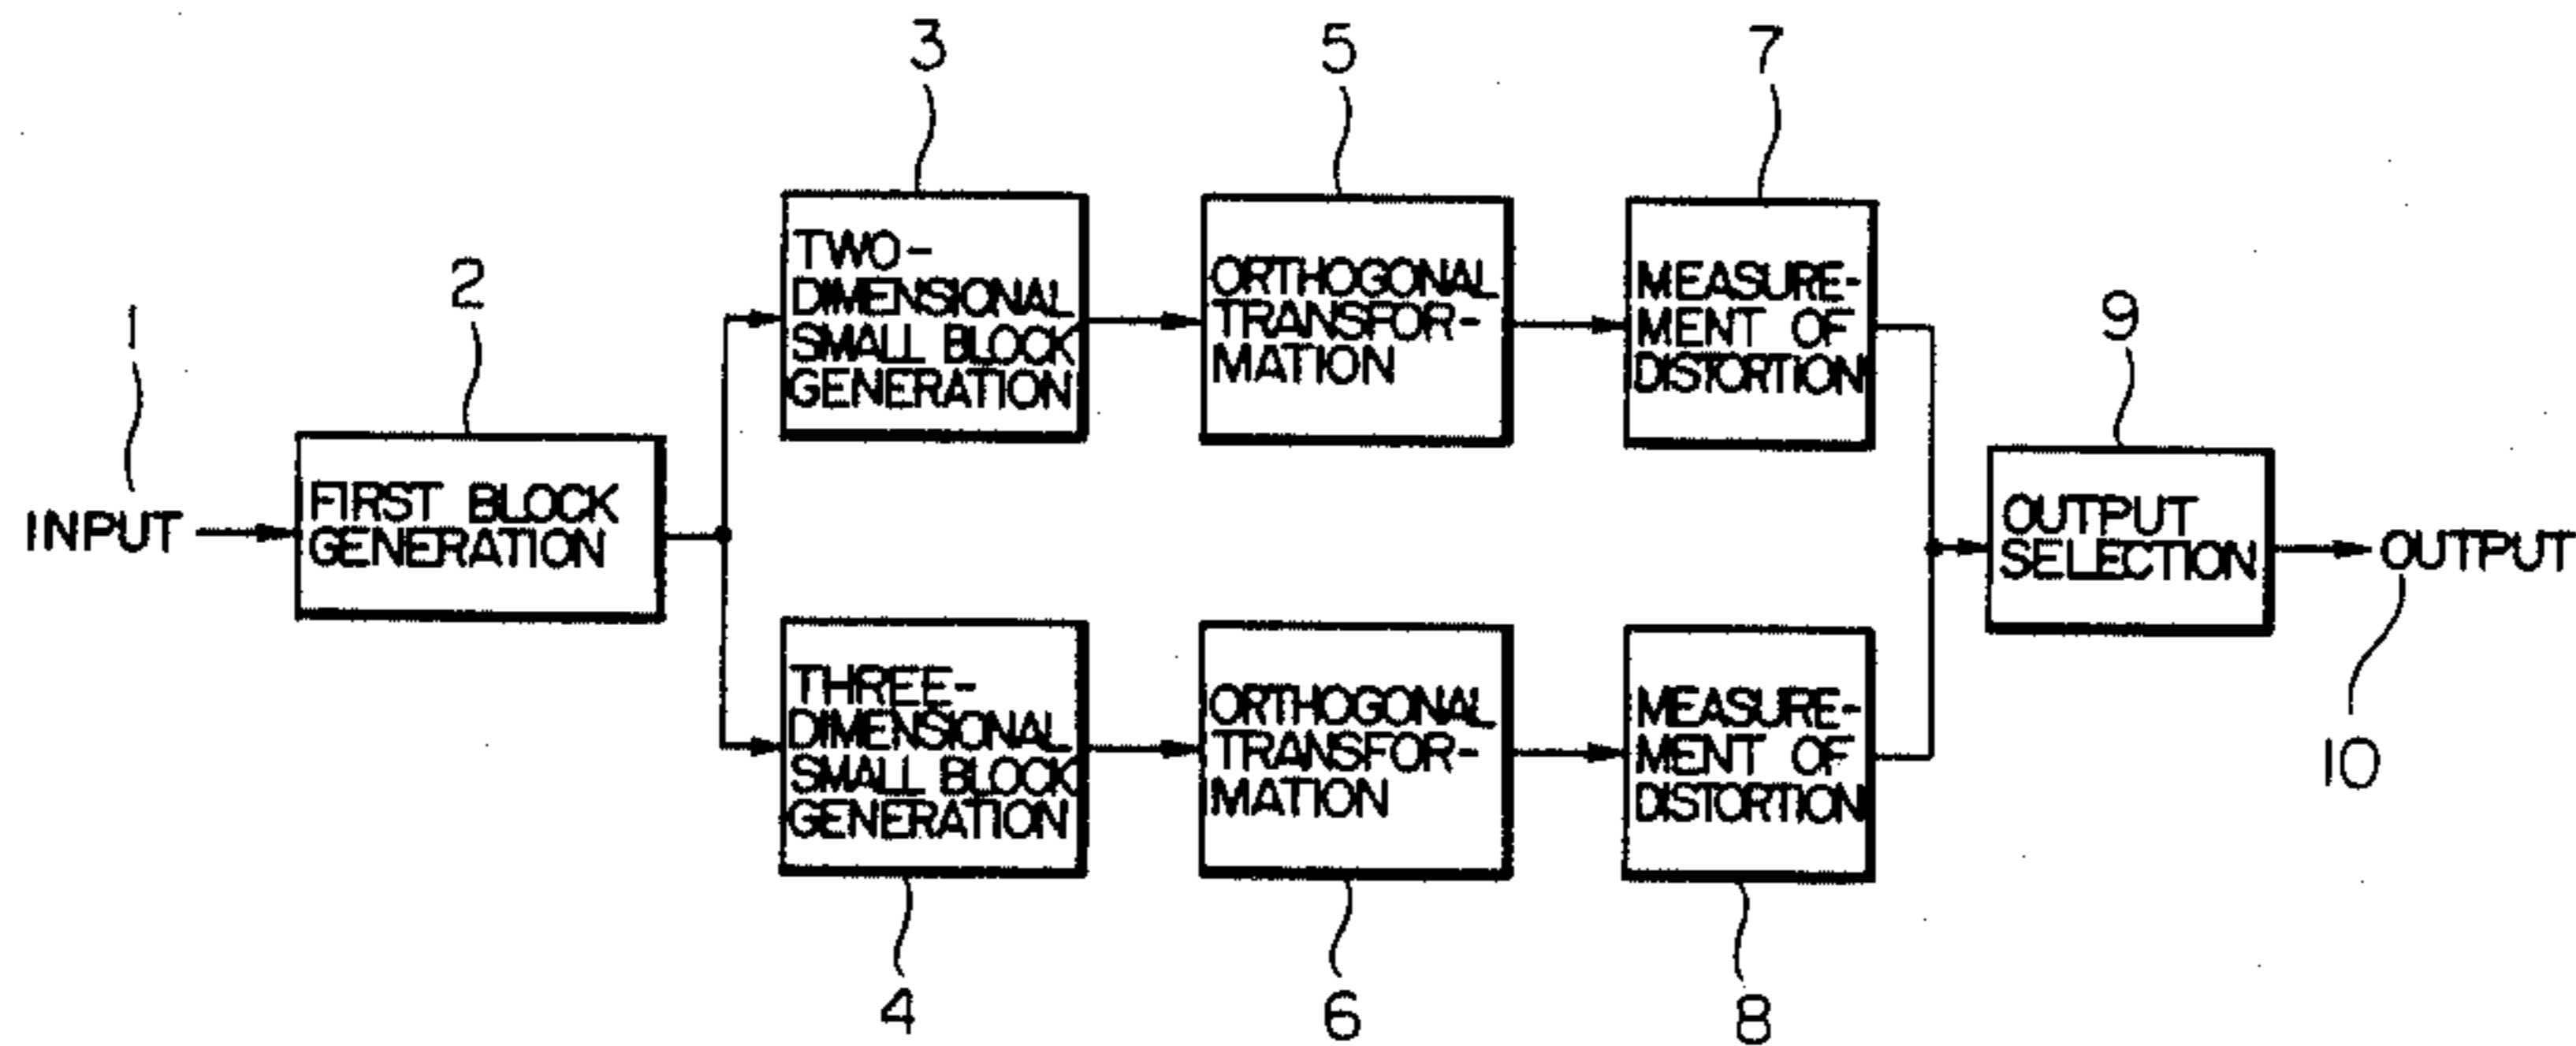 3
5
7
2
1
9
TWO-
DIMENSIONAL
SMALL BLOCK
GENERATION
ORTHOGONAL
TRANSFOR-
MATION
MEASURE-
MENT OF
DISTORTION
INPUT
FIRST BLOCK
GENERATION
OUTPUT
SELECTION
OUTPUT
THREE-
DIMENSIONAL
SMALL BLOCK
GENERATION
ORTHOGONAL
TRANSFOR-
MATION
MEASURE-
MENT OF
DISTORTION
10
4
6
8